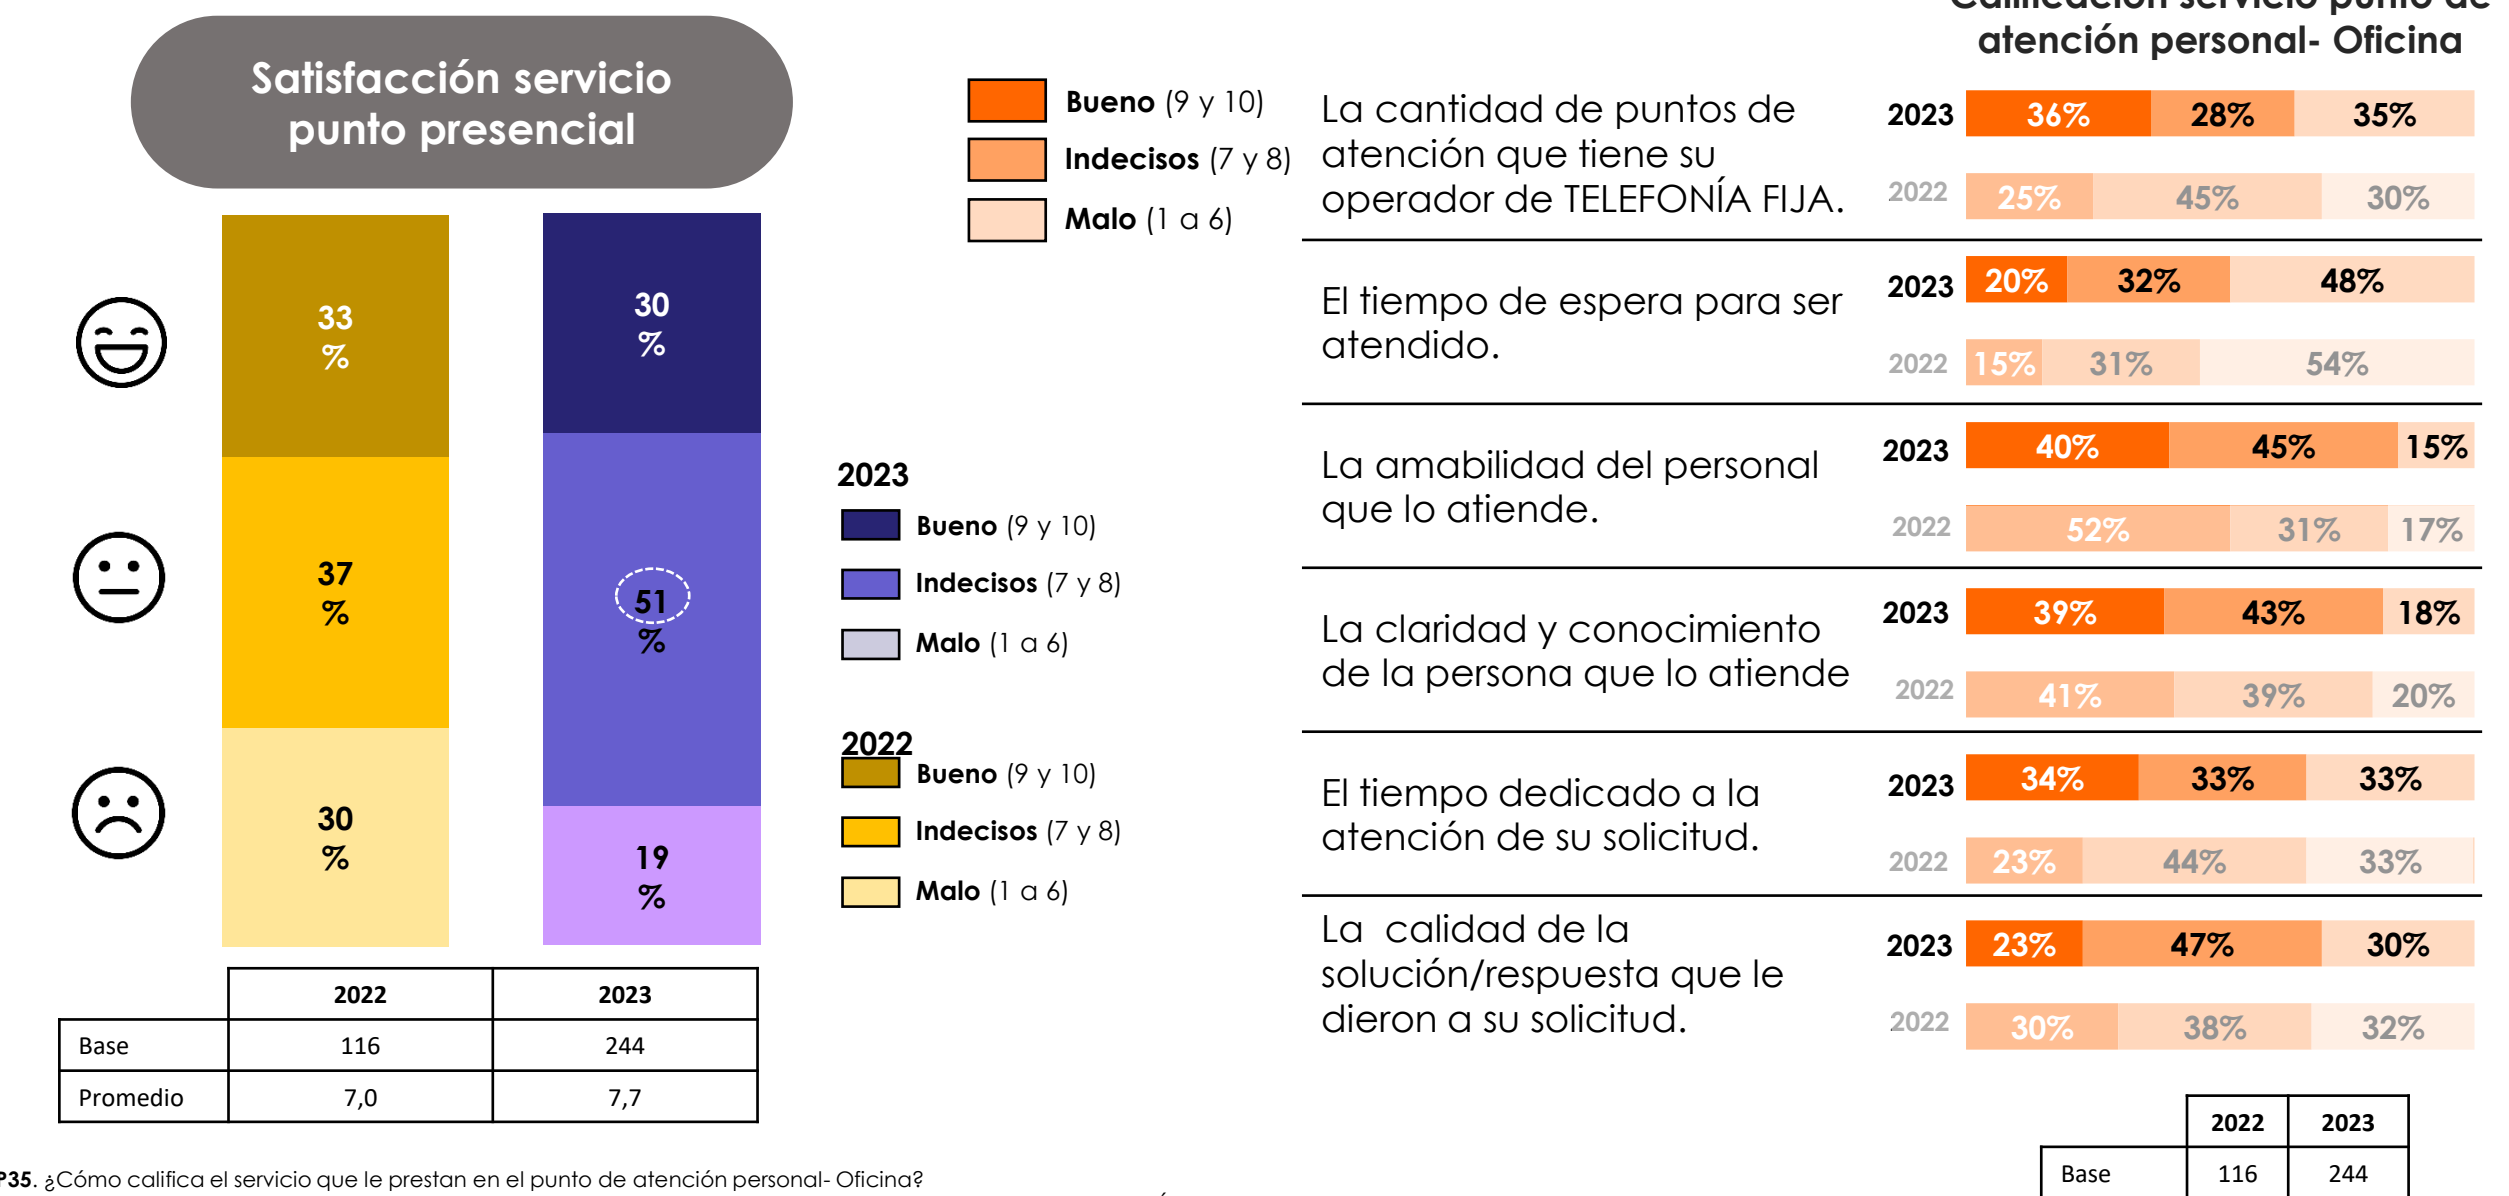 Satisfacción servicio
punto presencial
33
%
37
%
30
%
30
%
51
%
19
%
2023
Bueno (9 y 10)
Indecisos (7 y 8)
Malo (1 a 6)
2022
Bueno (9 y 10)
Indecisos (7 y 8)
Malo (1 a 6)
2022 2023
Base 116 244
Promedio 7,0 7,7
P35. ¿Cómo califica el servicio que le prestan en el punto de atención personal- Oficina?
Bueno (9 y 10)
Indecisos (7 y 8)
Malo (1 a 6)
Calificación servicio punto de
atención personal- Oficina
La cantidad de puntos de
atención que tiene su
operador de TELEFONÍA FIJA.
2023 36% 28% 35%
2022 25% 45% 30%
El tiempo de espera para ser
atendido.
2023 20% 32% 48%
2022 15% 31% 54%
La amabilidad del personal
que lo atiende.
2023 40% 45% 15%
2022 52% 31% 17%
La claridad y conocimiento
de la persona que lo atiende
2023 39% 43% 18%
2022 41% 39% 20%
El tiempo dedicado a la
atención de su solicitud.
2023 34% 33% 33%
2022 23% 44% 33%
La calidad de la
solución/respuesta que le
dieron a su solicitud.
2023 23% 47% 30%
2022 30% 38% 32%
2022 2023
Base 116 244